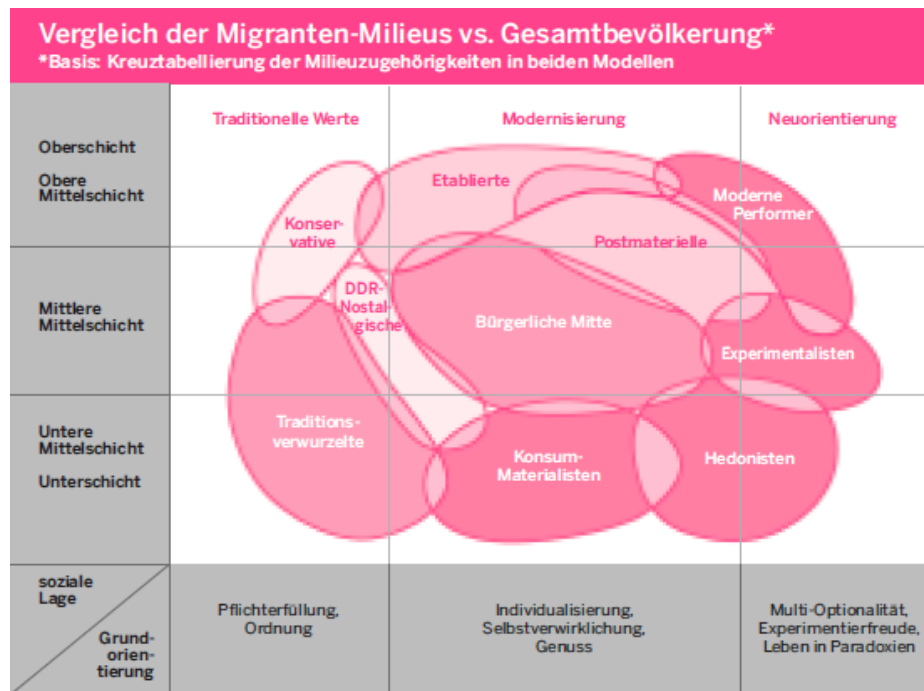 Vergleich der Migranten-Milieus vs. Gesamtbevölkerung*
*Basis: Kreuztabellierung der Milieuzugehörigkeiten in beiden Modellen
Traditionelle Werte
Modernisierung
Neuorientierung
Oberschicht
Obere
Mittelschicht
Etablierte
Moderne
Performer
Konser-
vative
Postmaterielle
Mittlere
Mittelschicht
DDR-
Nostal-
gische
Bürgerliche Mitte
Experimentalisten
Untere
Mittelschicht
Unterschicht
Traditions-
verwurzelte
Konsum-
Materialisten
Hedonisten
soziale
Lage
Grund-
orien-
tierung
Pflichterfüllung,
Ordnung
Individualisierung,
Selbstverwirklichung,
Genuss
Multi-Optionalität,
Experimentierfreude,
Leben in Paradoxien